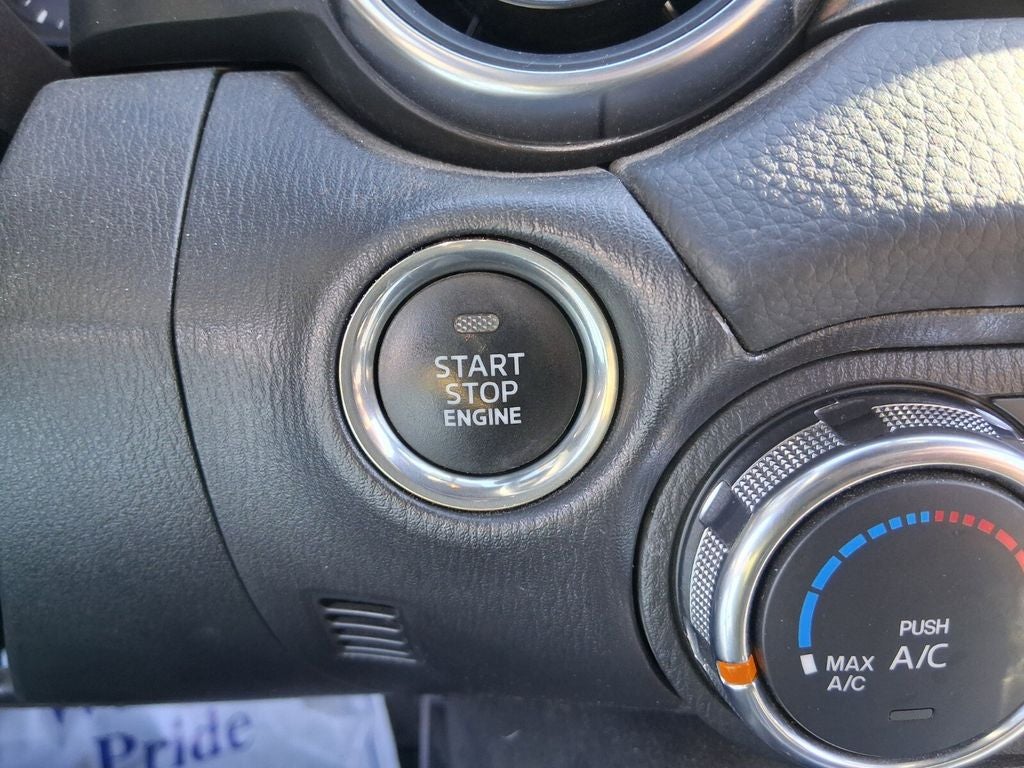 START
STOP
ENGINE
PUSH
A/C
MAX
A/C
Pride